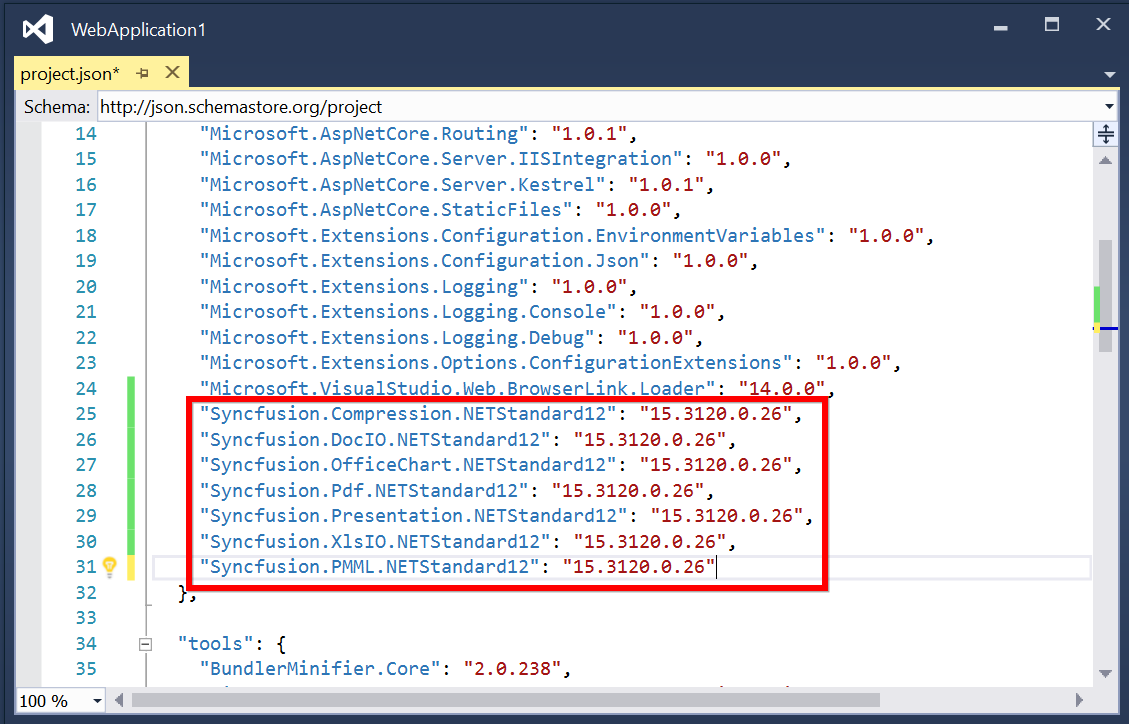 WebApplication1
project.json*
Schema: http://json.schemastore.org/project
14 "Microsoft.AspNetCore.Routing": "1.0.1",
15 "Microsoft.AspNetCore.Server.IISIntegration": "1.0.0",
16 "Microsoft.AspNetCore.Server.Kestrel": "1.0.1",
17 "Microsoft.AspNetCore.StaticFiles": "1.0.0",
18 "Microsoft.Extensions.Configuration.EnvironmentVariables": "1.0.0",
19 "Microsoft.Extensions.Configuration.Json": "1.0.0",
20 "Microsoft.Extensions.Logging": "1.0.0",
21 "Microsoft.Extensions.Logging.Console": "1.0.0",
22 "Microsoft.Extensions.Logging.Debug": "1.0.0",
23 "Microsoft.Extensions.Options.ConfigurationExtensions": "1.0.0",
24 "Microsoft.VisualStudio.Web.BrowserLink.Loader": "14.0.0",
25 "Syncfusion.Compression.NETStandard12": "15.3120.0.26",
26 "Syncfusion.DocIO.NETStandard12": "15.3120.0.26",
27 "Syncfusion.OfficeChart.NETStandard12": "15.3120.0.26",
28 "Syncfusion.Pdf.NETStandard12": "15.3120.0.26",
29 "Syncfusion.Presentation.NETStandard12": "15.3120.0.26",
30 "Syncfusion.XlsIO.NETStandard12": "15.3120.0.26",
31 "Syncfusion.PMML.NETStandard12": "15.3120.0.26"
32 },
33
34 "tools": {
35 "BundlerMinifier.Core": "2.0.238",
100 %